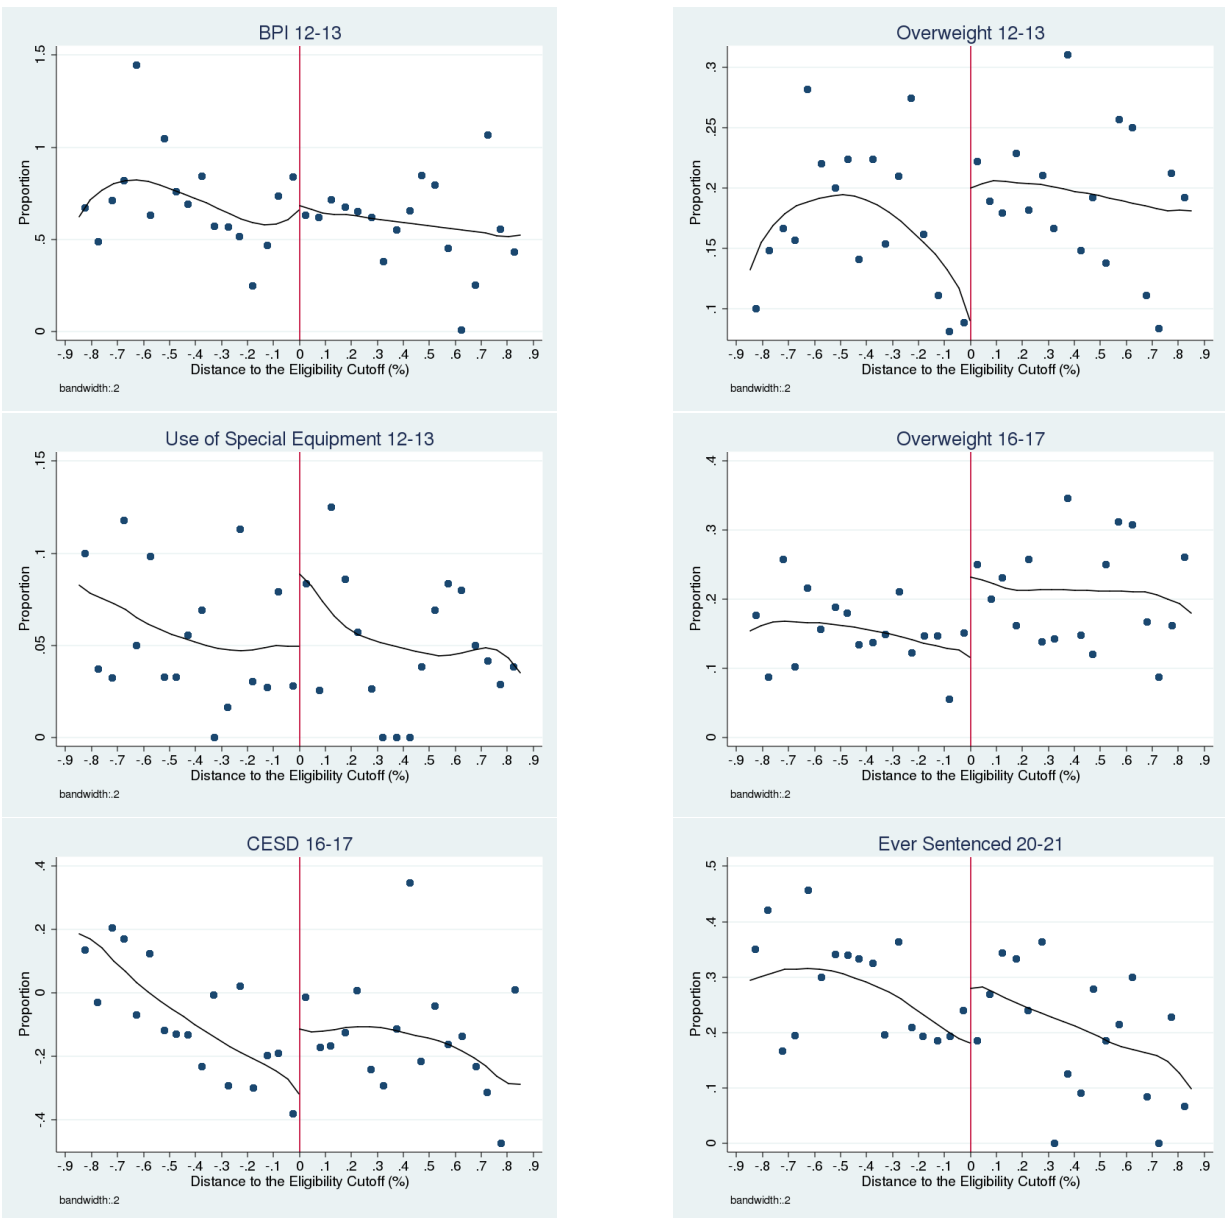 BPI 12-13
Proportion
1.5
1
.5
0
-.9 -.8 -.7 -.6 -.5 -.4 -.3 -.2 -.1 0 .1 .2 .3 .4 .5 .6 .7 .8 .9
Distance to the Eligibility Cutoff (%)
bandwidth:.2
Overweight 12-13
Proportion
.3
.25
.2
.15
.1
-.9 -.8 -.7 -.6 -.5 -.4 -.3 -.2 -.1 0 .1 .2 .3 .4 .5 .6 .7 .8 .9
Distance to the Eligibility Cutoff (%)
bandwidth:.2
Use of Special Equipment 12-13
Proportion
.15
.1
.05
0
-.9 -.8 -.7 -.6 -.5 -.4 -.3 -.2 -.1 0 .1 .2 .3 .4 .5 .6 .7 .8 .9
Distance to the Eligibility Cutoff (%)
bandwidth:.2
Overweight 16-17
Proportion
.4
.3
.2
.1
0
-.9 -.8 -.7 -.6 -.5 -.4 -.3 -.2 -.1 0 .1 .2 .3 .4 .5 .6 .7 .8 .9
Distance to the Eligibility Cutoff (%)
bandwidth:.2
CESD 16-17
Proportion
.4
.2
0
-.2
-.4
-.9 -.8 -.7 -.6 -.5 -.4 -.3 -.2 -.1 0 .1 .2 .3 .4 .5 .6 .7 .8 .9
Distance to the Eligibility Cutoff (%)
bandwidth:.2
Ever Sentenced 20-21
Proportion
.5
.4
.3
.2
.1
0
-.9 -.8 -.7 -.6 -.5 -.4 -.3 -.2 -.1 0 .1 .2 .3 .4 .5 .6 .7 .8 .9
Distance to the Eligibility Cutoff (%)
bandwidth:.2